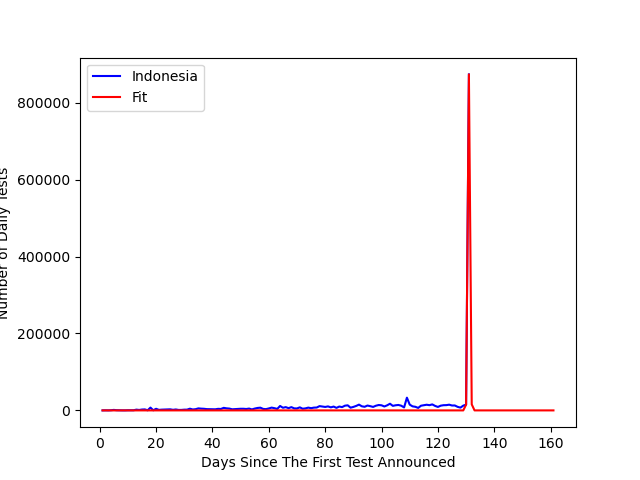 Indonesia
Fit
800000
600000
400000
200000
0
Number of Daily Tests
0 20 40 60 80 100 120 140 160
Days Since The First Test Announced